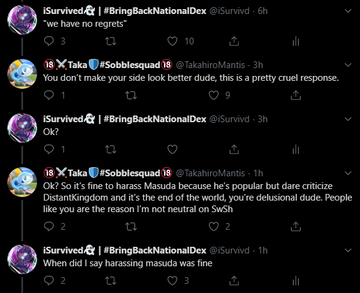 iSurvived👻 | #BringBackNationalDex @iSurvivd · 6h
"we have no regrets"
3 10
🔞⚔️Taka🛡️#Sobblesquad🔞 @TakahiroMantis · 3h
You don't make your side look better dude, this is a pretty cruel response.
1 9
iSurvived👻 | #BringBackNationalDex @iSurvivd · 3h
Ok?
1 1
🔞⚔️Taka🛡️#Sobblesquad🔞 @TakahiroMantis · 1h
Ok? So it's fine to harass Masuda because he's popular but dare criticize
DistantKingdom and it's the end of the world, you're delusional dude. People
like you are the reason I'm not neutral on SwSh
2 2
iSurvived👻 | #BringBackNationalDex @iSurvivd · 1h
When did I say harassing masuda was fine
2 3